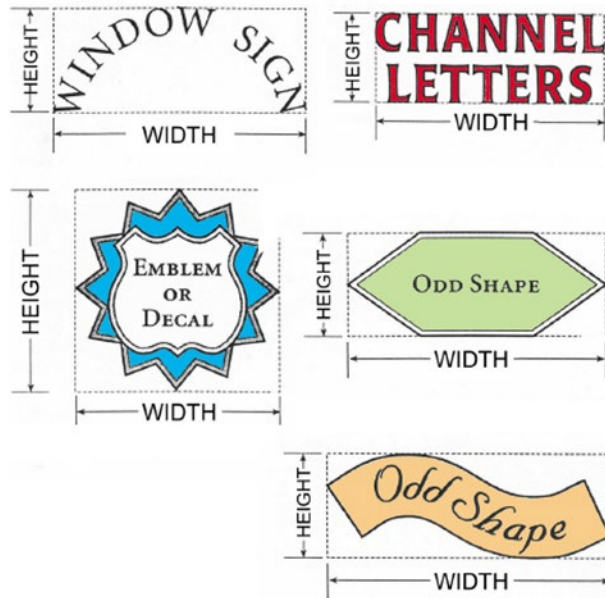 HEIGHT
WINDOW SIGN
WIDTH
HEIGHT
CHANNEL
LETTERS
WIDTH
HEIGHT
EMBLEM
OR
DECAL
WIDTH
HEIGHT
ODD SHAPE
WIDTH
HEIGHT
Odd Shape
WIDTH